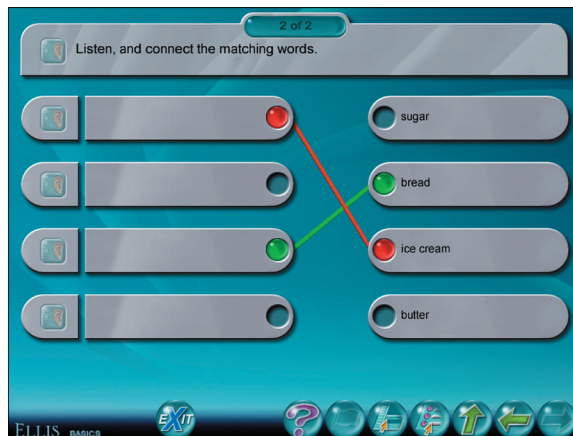 2 of 2
Listen, and connect the matching words.
sugar
bread
ice cream
butter
EXIT
?
ELLIS BASICS